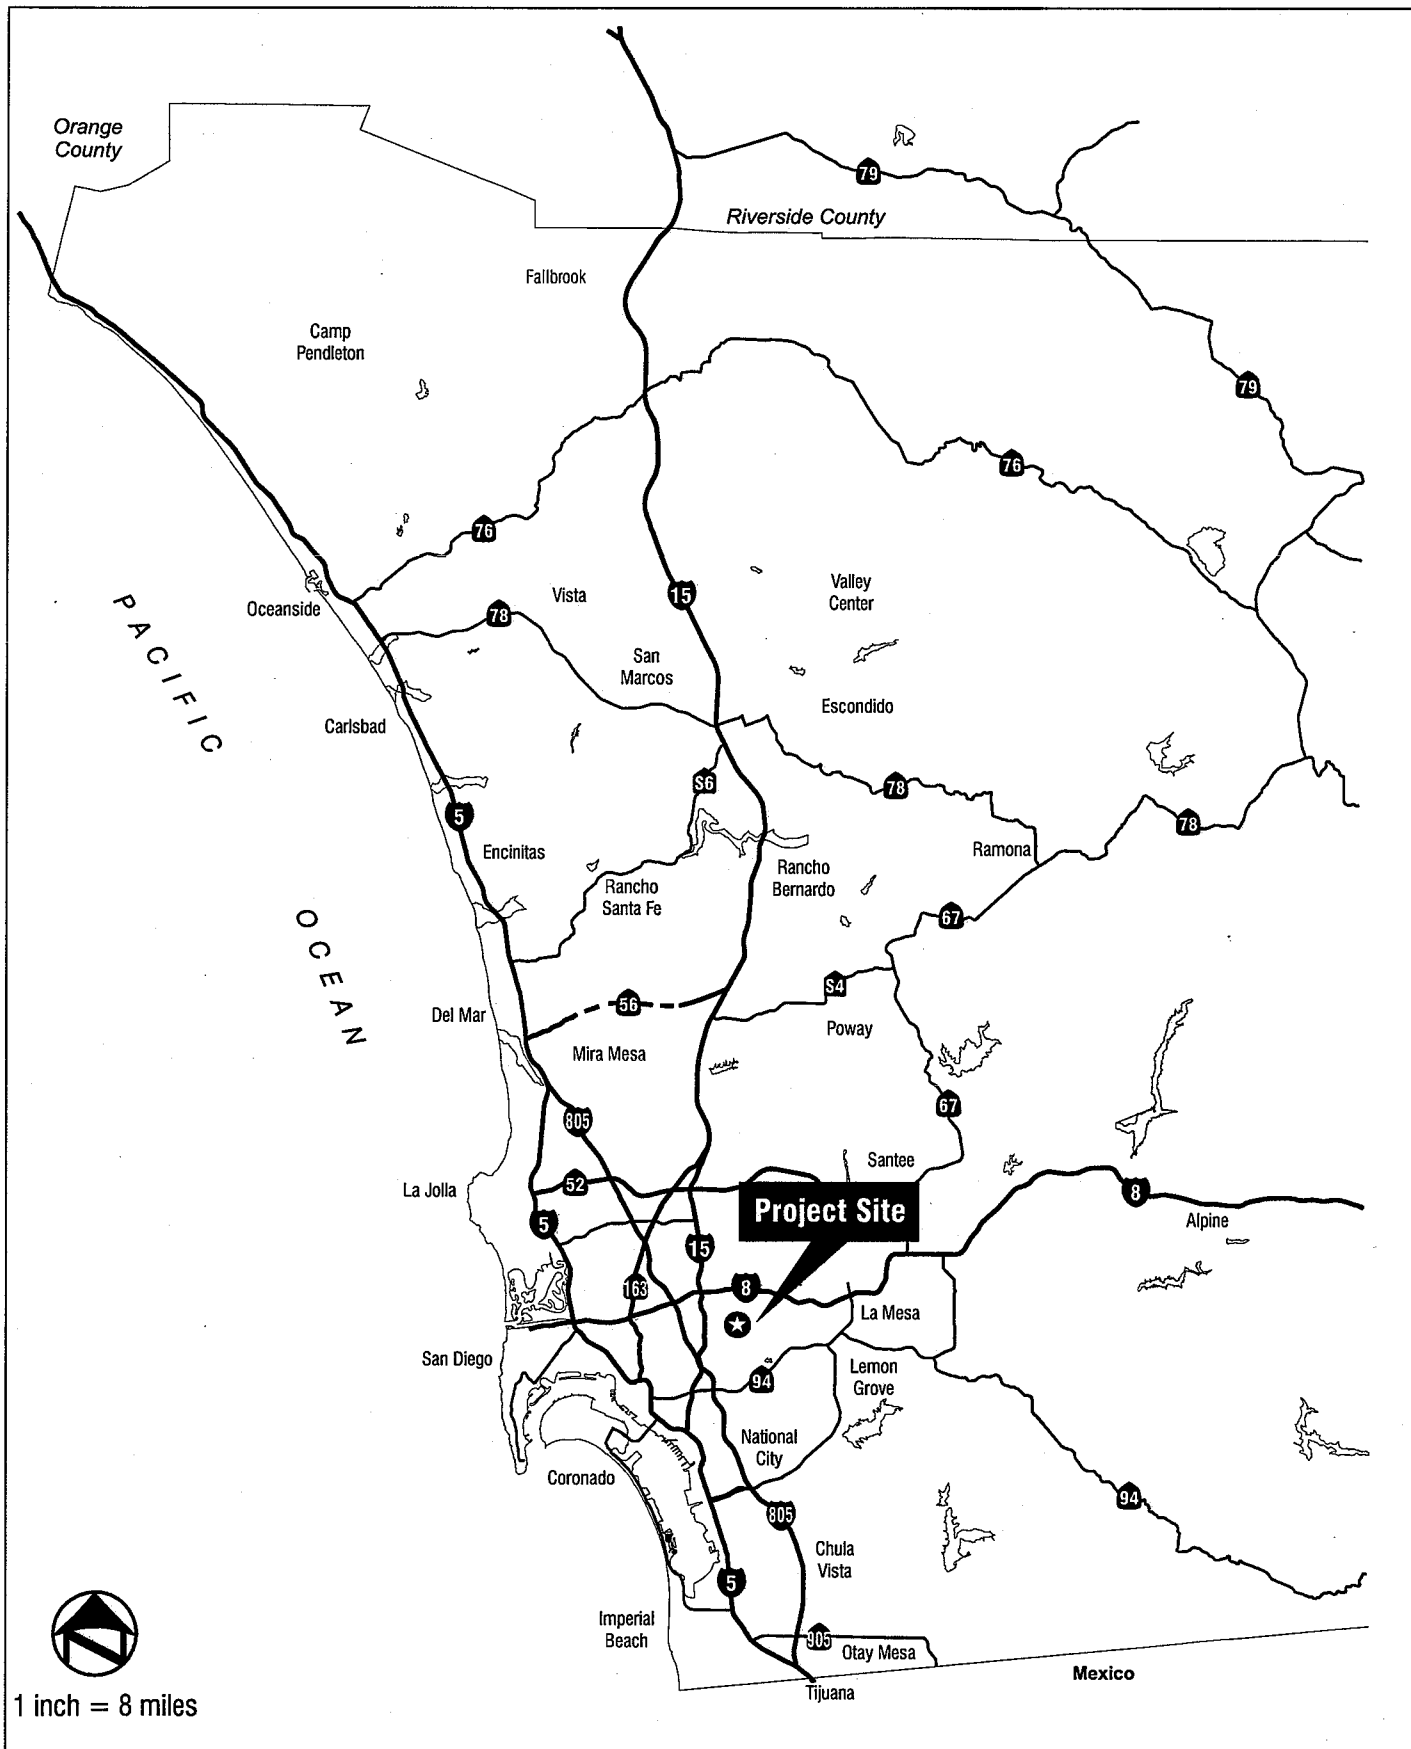 Orange
County
79
Riverside County
Fallbrook
Camp
Pendleton
79
76
76
15
Valley
Center
Vista
Oceanside
78
PACIFIC
San
Marcos
Escondido
Carlsbad
S6
78
5
78
Encinitas
Ramona
Rancho
Bernardo
Rancho
Santa Fe
67
OCEAN
S4
56
Del Mar
Poway
Mira Mesa
67
805
Santee
La Jolla
52
8
Project Site
5
Alpine
15
163
8
La Mesa
San Diego
Lemon
Grove
94
National
City
Coronado
94
805
Chula
Vista
5
Imperial
Beach
905
Otay Mesa
Mexico
Tijuana
1 inch = 8 miles